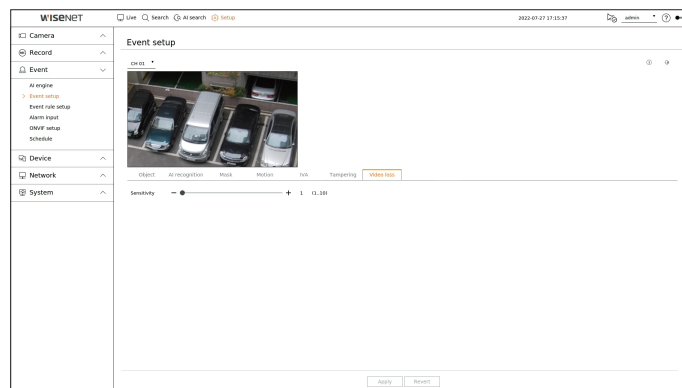 WISENET
Live Search AI search Setup 2022-07-27 17:15:37 admin
Camera
Record
Event
AI engine
> Event setup
Event rule setup
Alarm input
ONVIF setup
Schedule
Device
Network
System
Event setup
CH 01
Object AI recognition Mask Motion IVA Tampering Video loss
Sensitivity 1 (1..10)
Apply Revert